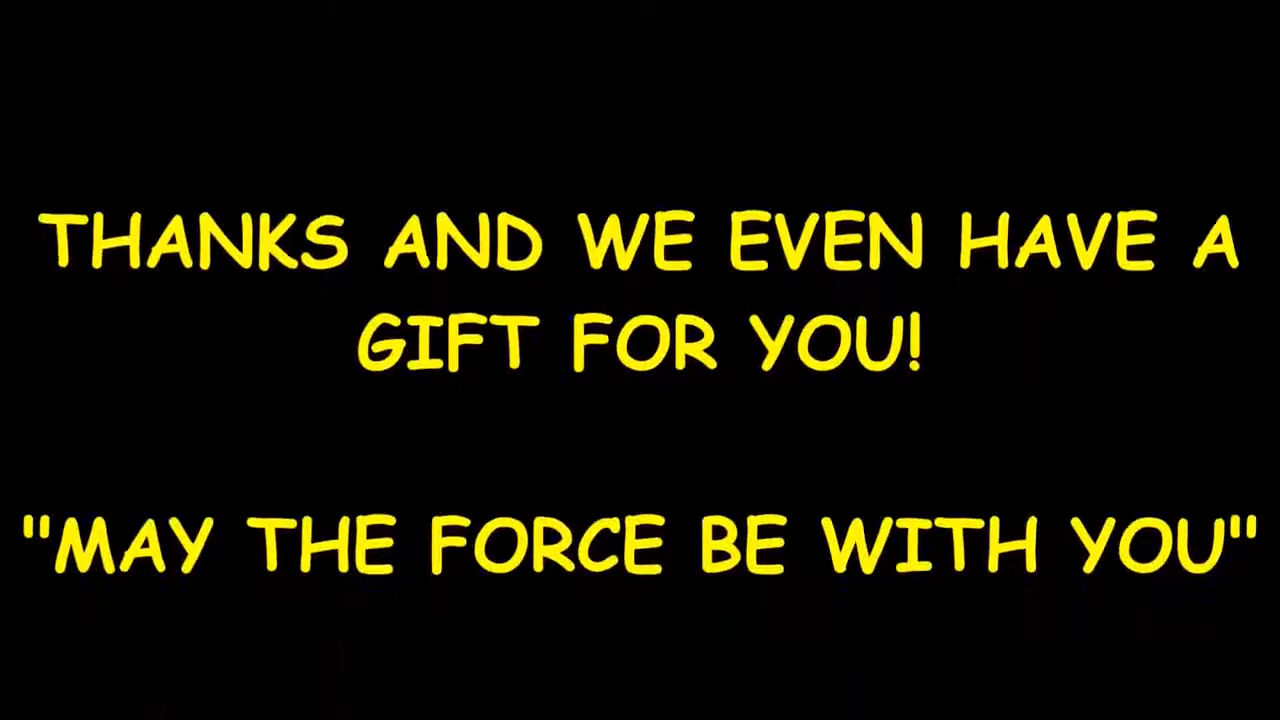 THANKS AND WE EVEN HAVE A
GIFT FOR YOU!
"MAY THE FORCE BE WITH YOU"